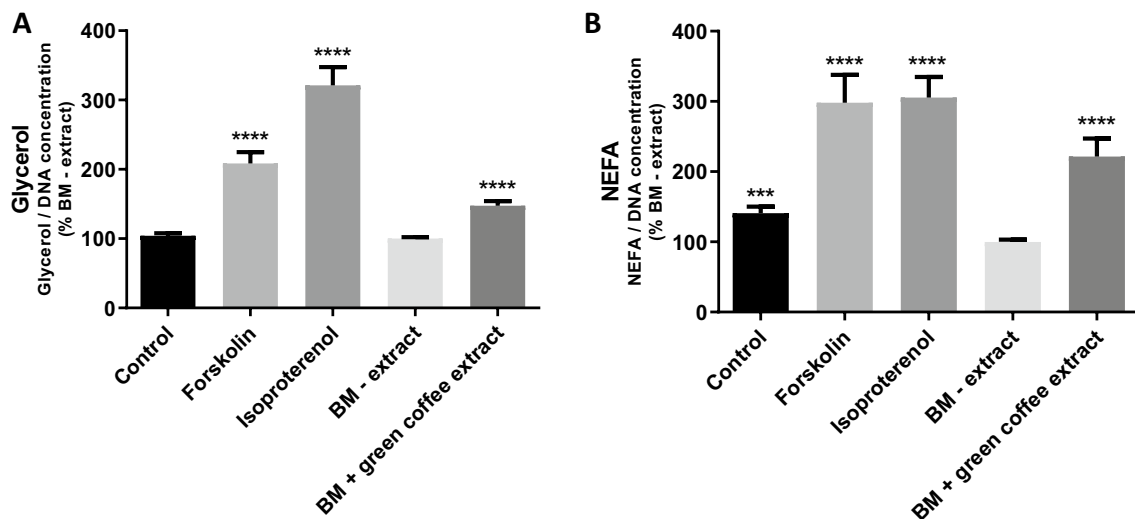 A
Glycerol
Glycerol / DNA concentration
(% BM - extract)
400
300
200
100
0
****
****
****
Control
Forskolin
Isoproterenol
BM - extract
BM + green coffee extract
B
NEFA
NEFA / DNA concentration
(% BM - extract)
400
300
200
100
0
***
****
****
****
Control
Forskolin
Isoproterenol
BM - extract
BM + green coffee extract